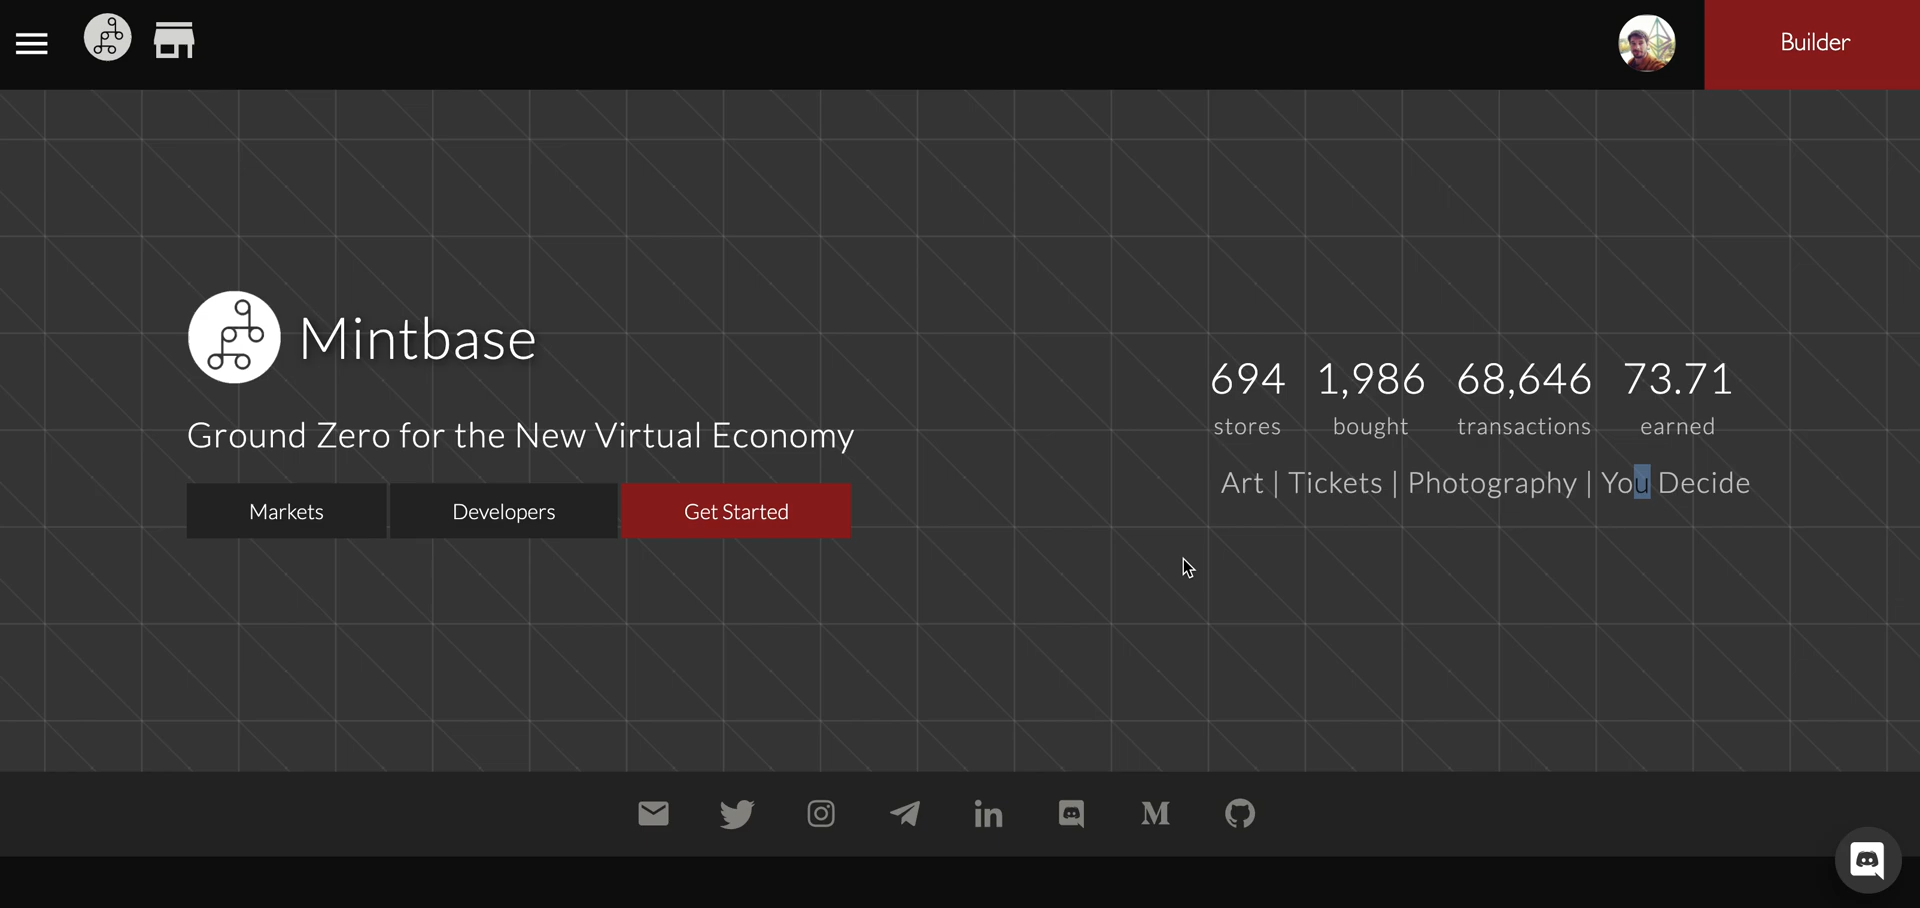 Builder
Mintbase
Ground Zero for the New Virtual Economy
Markets Developers Get Started
694 1,986 68,646 73.71
stores bought transactions earned
Art | Tickets | Photography | You Decide